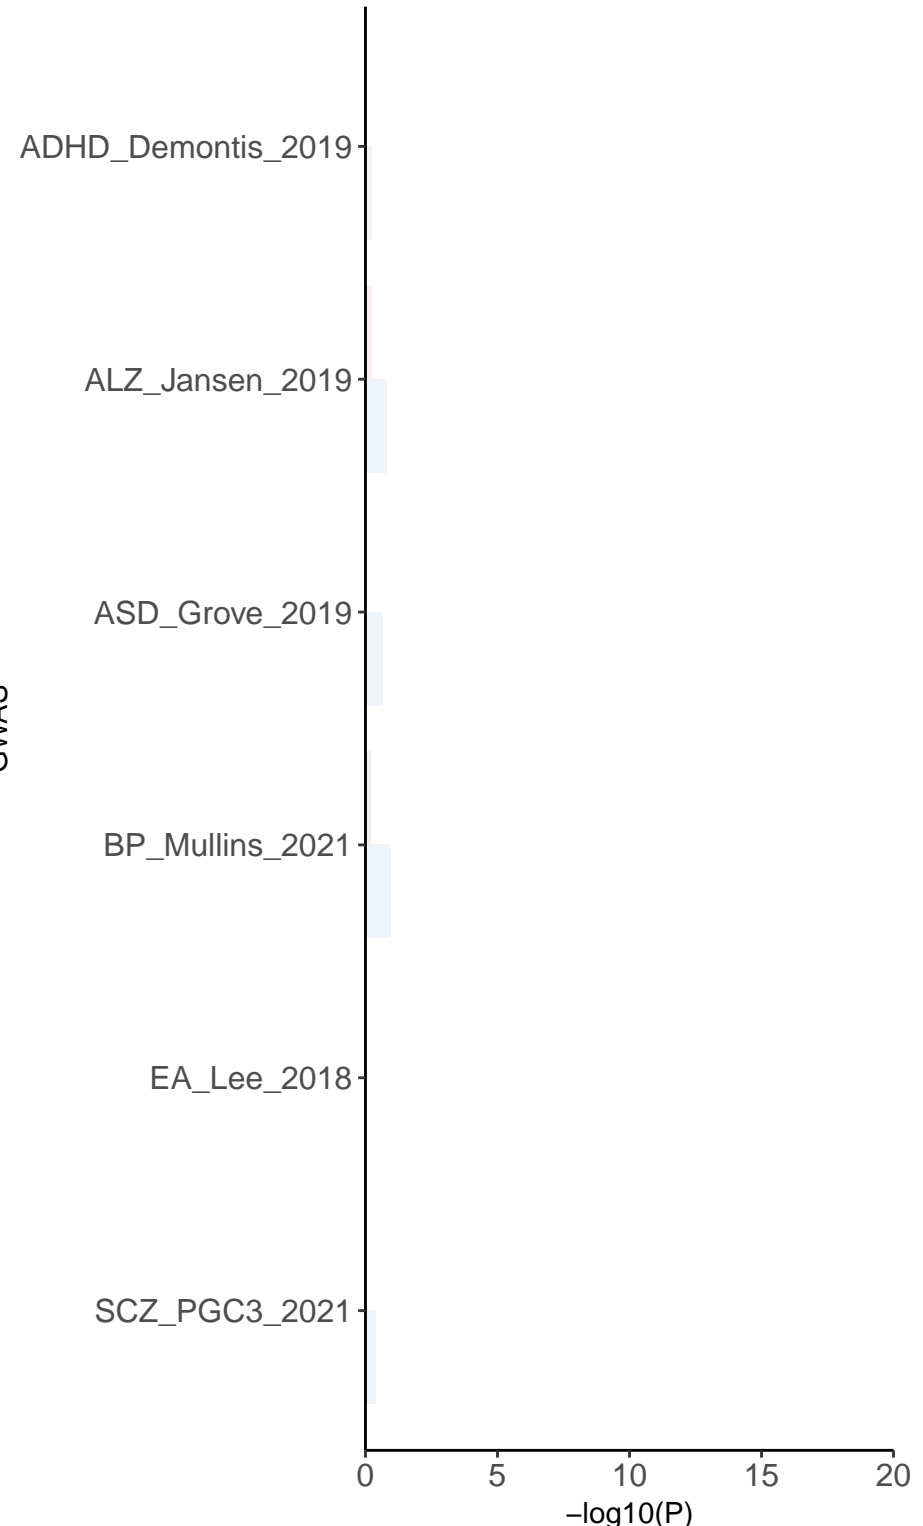 ADHD_Demontis_2019
ALZ_Jansen_2019
ASD_Grove_2019
BP_Mullins_2021
EA_Lee_2018
SCZ_PGC3_2021
0 5 10 15 20
−log10(P)